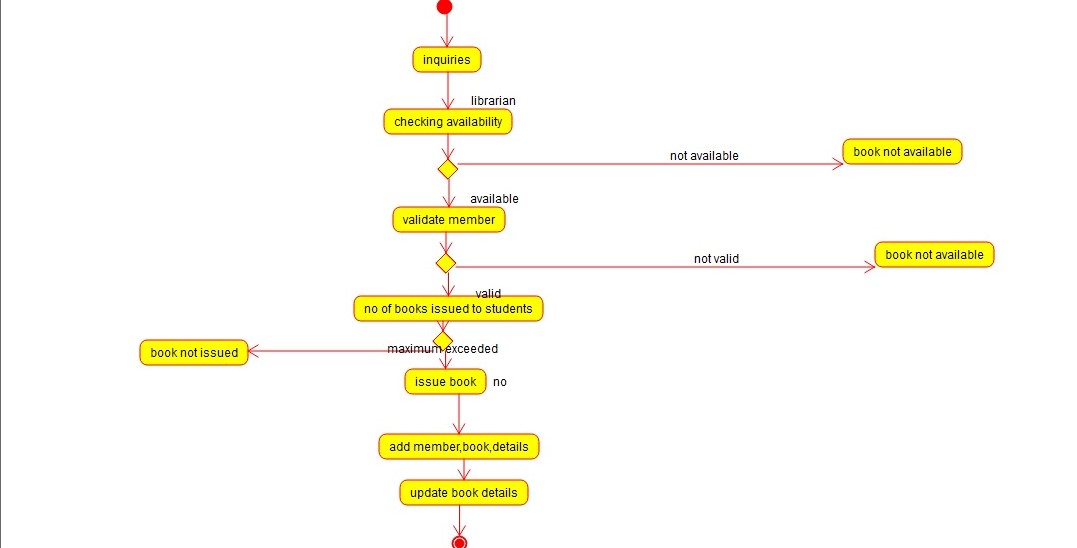 inquiries
librarian
checking availability
not available
book not available
available
validate member
not valid
book not available
valid
no of books issued to students
maximum exceeded
book not issued
issue book
no
add member,book,details
update book details